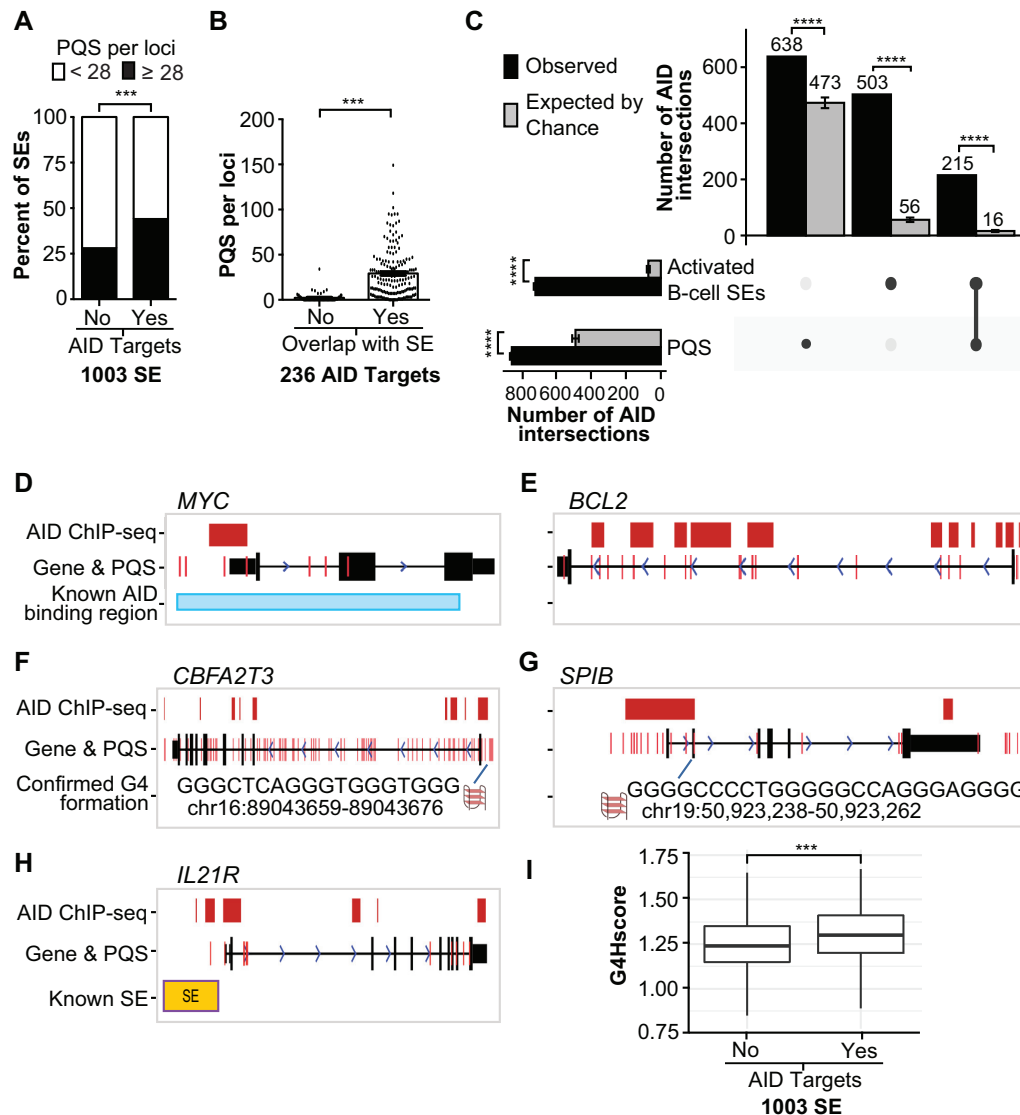 A
PQS per loci
< 28 ≥ 28
***
Percent of SEs
100
75
50
25
0
No Yes
AID Targets
1003 SE
B
***
PQS per loci
200
150
100
50
0
No Yes
Overlap with SE
236 AID Targets
C
Observed
Expected by
Chance
Number of AID
intersections
600
400
200
0
638
****
473
503
****
56
215
****
16
****
Activated
B-cell SEs
****
PQS
800 600 400 200 0
Number of AID
intersections
D
MYC
AID ChIP-seq
Gene & PQS
Known AID
binding region
E
BCL2
F
CBFA2T3
AID ChIP-seq
Gene & PQS
Confirmed G4
formation
GGGCTCAGGGTGGGTGGG
chr16:89043659-89043676
G
SPIB
GGGGCCCCTGGGGGCCAGGGAGGGG
chr19:50,923,238-50,923,262
H
IL21R
AID ChIP-seq
Gene & PQS
Known SE
SE
I
***
G4Hscore
1.75
1.50
1.25
1.00
0.75
No Yes
AID Targets
1003 SE